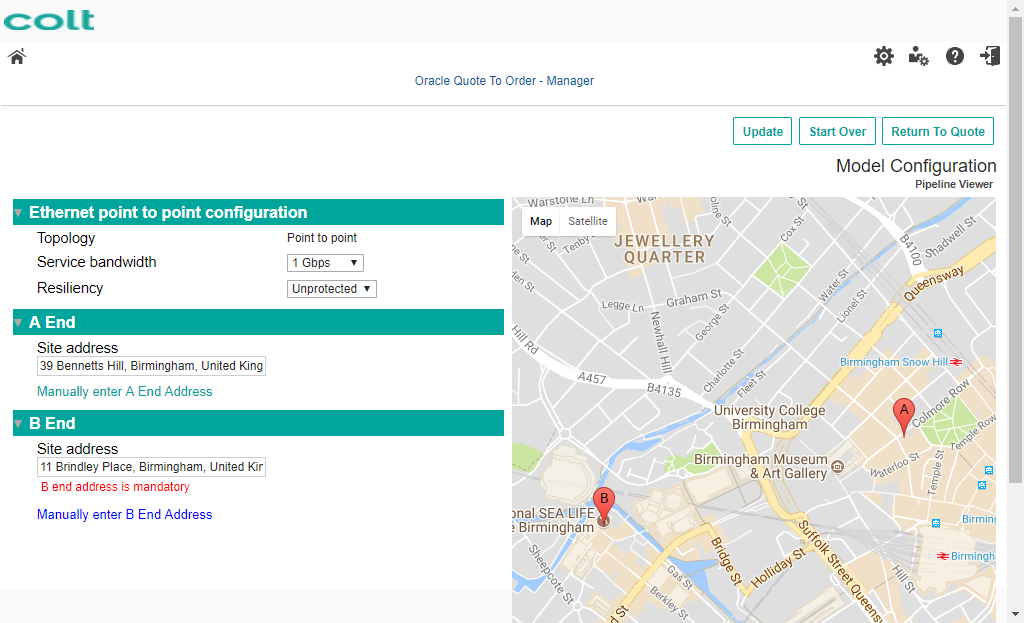 colt
Oracle Quote To Order - Manager
Update
Start Over
Return To Quote
Model Configuration
Pipeline Viewer
Ethernet point to point configuration
Topology
Point to point
Service bandwidth
1 Gbps
Resiliency
Unprotected
A End
Site address
39 Bennetts Hill, Birmingham, United King
Manually enter A End Address
B End
Site address
11 Brindley Place, Birmingham, United Kin
B end address is mandatory
Manually enter B End Address
Map
Satellite
Warstone Ln
Tenby
JEWELLERY
QUARTER
Cox St
B4100
Shadwell St
Queensway
Water St
Lionel St
Legge Ln
Graham St
George St
Newhall Hill
Hill Rd
A457
B4135
Charlotte St
Fleet St
Birmingham Snow Hill
University College
Birmingham
A
Colmore Row
Temple Row
Birmingham Museum
& Art Gallery
Waterloo St
Temple St
B
onal SEA LIFE
e Birmingham
Birming
Birmingh
Sheepcote St
Bridge St
Holliday St
Suffolk Street Queensw
Gas St
Berkley St
Hill St
d St